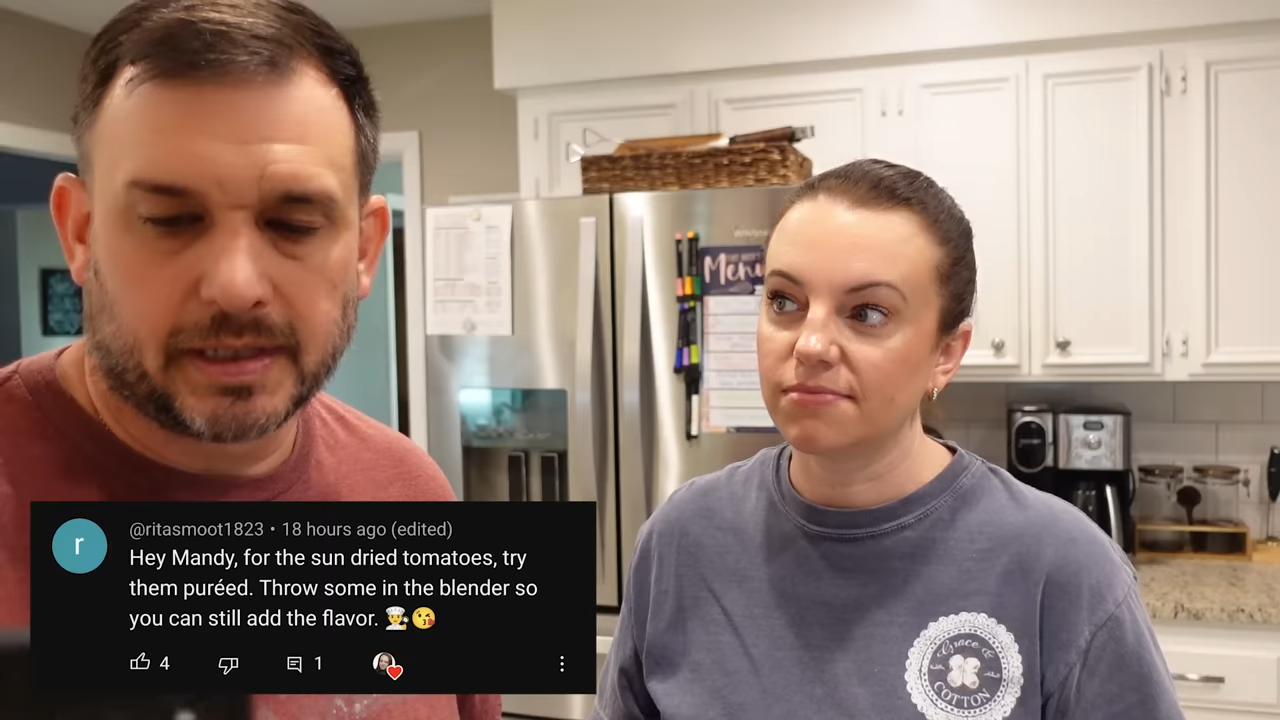 Menu
@ritasmoot1823 • 18 hours ago (edited)
r
Hey Mandy, for the sun dried tomatoes, try
them puréed. Throw some in the blender so
you can still add the flavor. 👨‍🍳😘
4
1
Grace &
COTTON